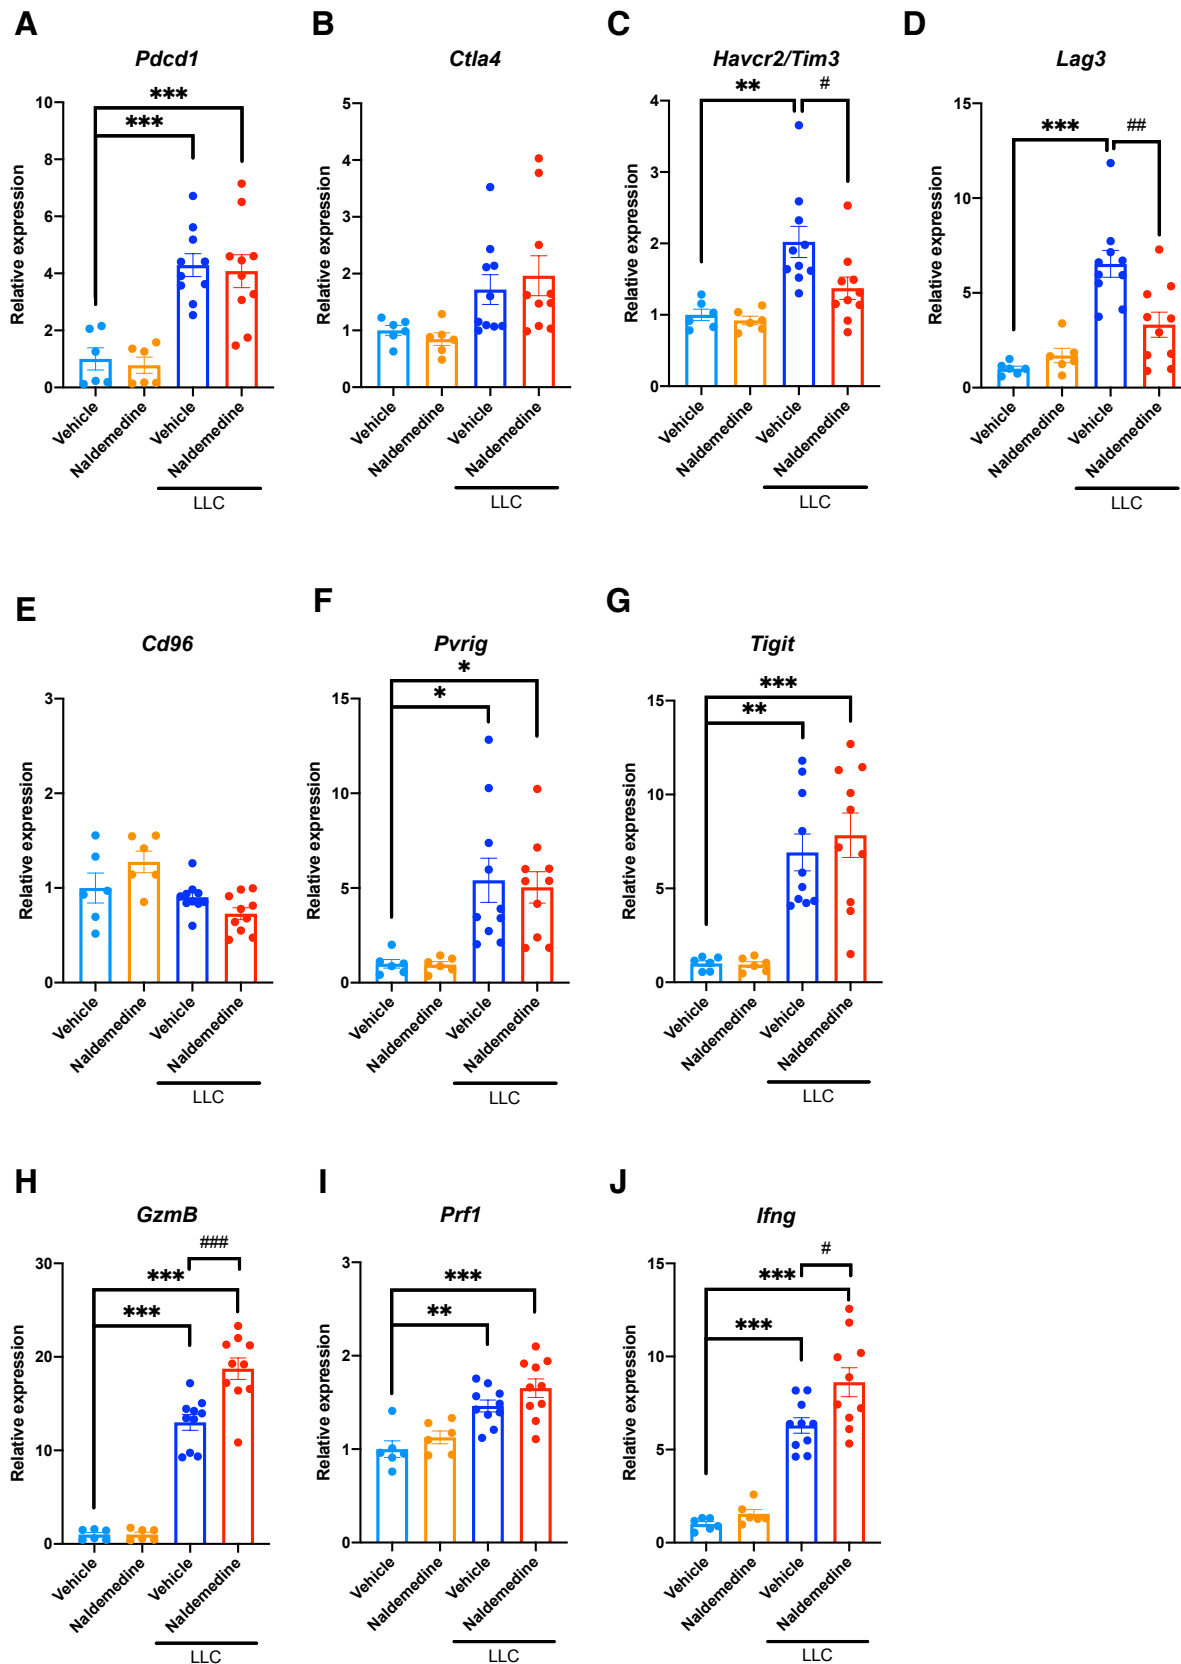 A
B
C
D
Pdcd1
Ctla4
Havcr2/Tim3
Lag3
***
***
** #
*** ##
Relative expression
10
8
6
4
2
0
Relative expression
5
4
3
2
1
0
Relative expression
4
3
2
1
0
Relative expression
15
10
5
0
Vehicle
Naldemedine
Vehicle
Naldemedine
LLC
Vehicle
Naldemedine
Vehicle
Naldemedine
LLC
Vehicle
Naldemedine
Vehicle
Naldemedine
LLC
Vehicle
Naldemedine
Vehicle
Naldemedine
LLC
E
F
G
Cd96
Pvrig
Tigit
*
*
***
**
Relative expression
3
2
1
0
Relative expression
15
10
5
0
Relative expression
15
10
5
0
Vehicle
Naldemedine
Vehicle
Naldemedine
LLC
Vehicle
Naldemedine
Vehicle
Naldemedine
LLC
Vehicle
Naldemedine
Vehicle
Naldemedine
LLC
H
I
J
GzmB
Prf1
Ifng
###
***
***
***
**
#
***
***
Relative expression
30
20
10
0
Relative expression
3
2
1
0
Relative expression
15
10
5
0
Vehicle
Naldemedine
Vehicle
Naldemedine
LLC
Vehicle
Naldemedine
Vehicle
Naldemedine
LLC
Vehicle
Naldemedine
Vehicle
Naldemedine
LLC